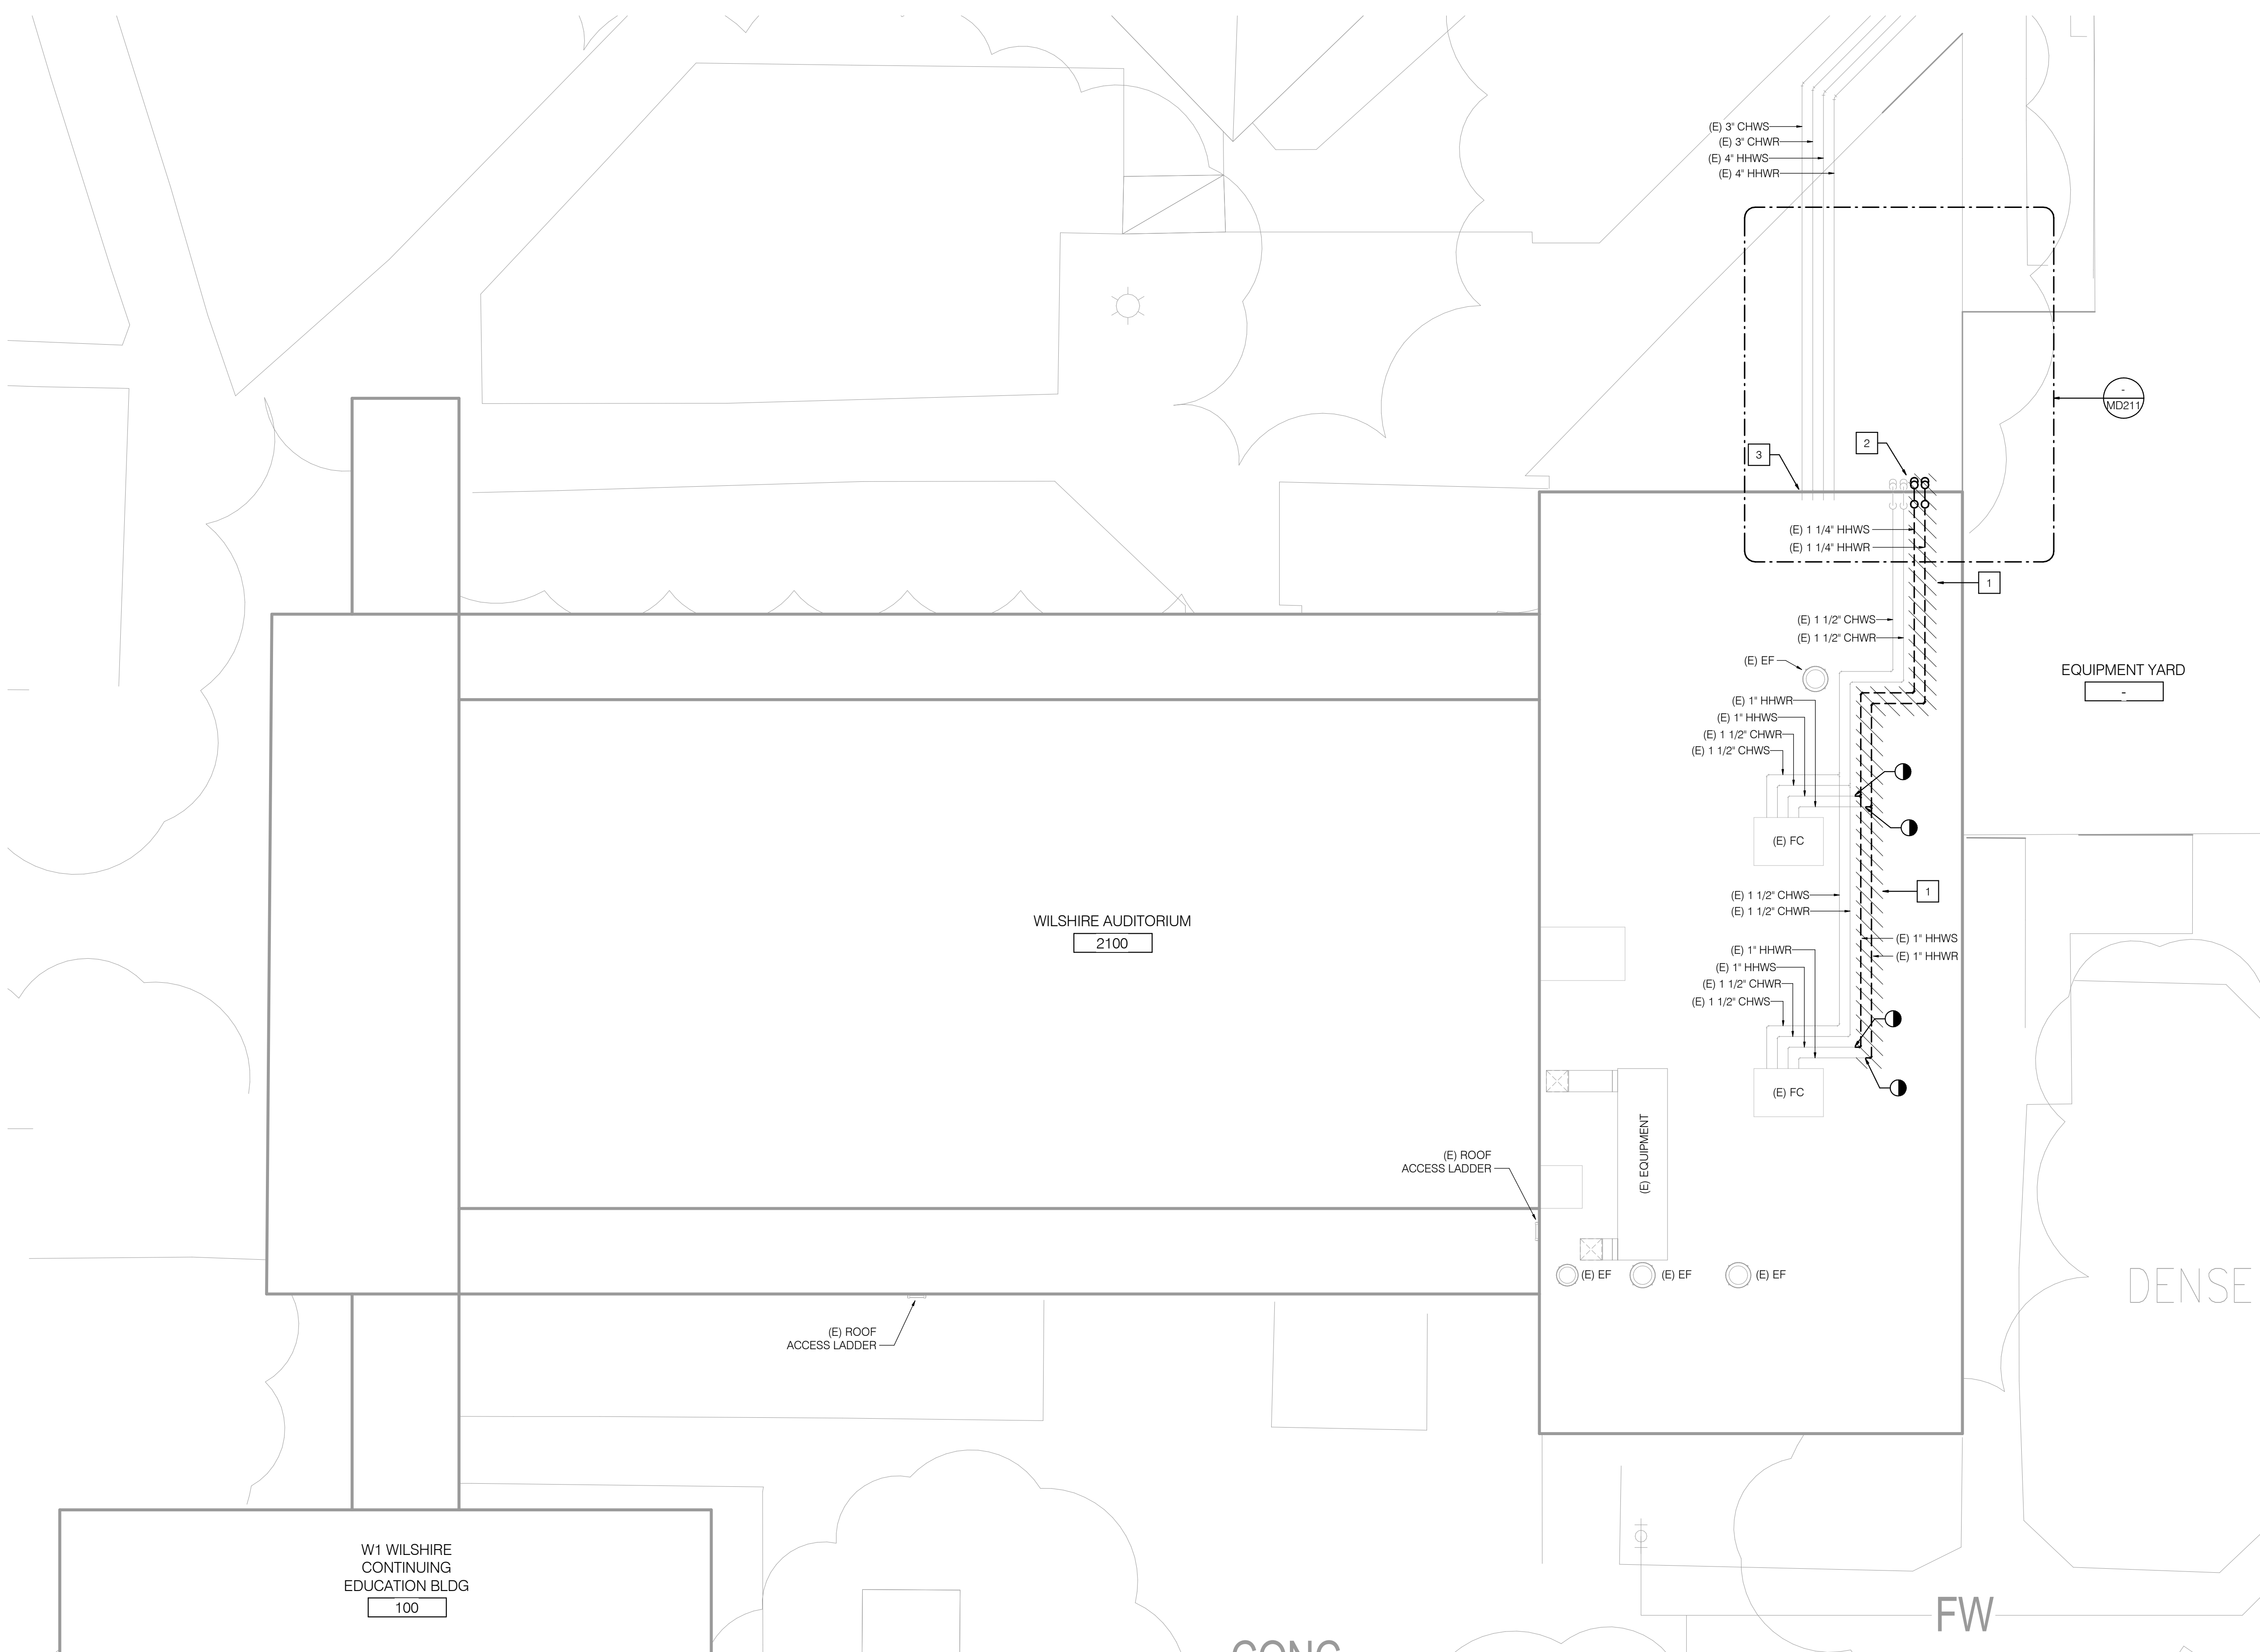 (E) 3" CHWS
(E) 3" CHWR
(E) 4" HHWS
(E) 4" HHWR
-
MD211
2
3
(E) 1 1/4" HHWS
(E) 1 1/4" HHWR
1
(E) 1 1/2" CHWS
(E) 1 1/2" CHWR
(E) EF
EQUIPMENT YARD
-
(E) 1" HHWR
(E) 1" HHWS
(E) 1 1/2" CHWR
(E) 1 1/2" CHWS
(E) FC
(E) 1 1/2" CHWS
(E) 1 1/2" CHWR
1
WILSHIRE AUDITORIUM
2100
(E) 1" HHWS
(E) 1" HHWR
(E) 1" HHWR
(E) 1" HHWS
(E) 1 1/2" CHWR
(E) 1 1/2" CHWS
(E) FC
(E) EQUIPMENT
(E) ROOF
ACCESS LADDER
(E) EF
(E) EF
(E) EF
DENSE
(E) ROOF
ACCESS LADDER
W1 WILSHIRE
CONTINUING
EDUCATION BLDG
100
FW
CONC